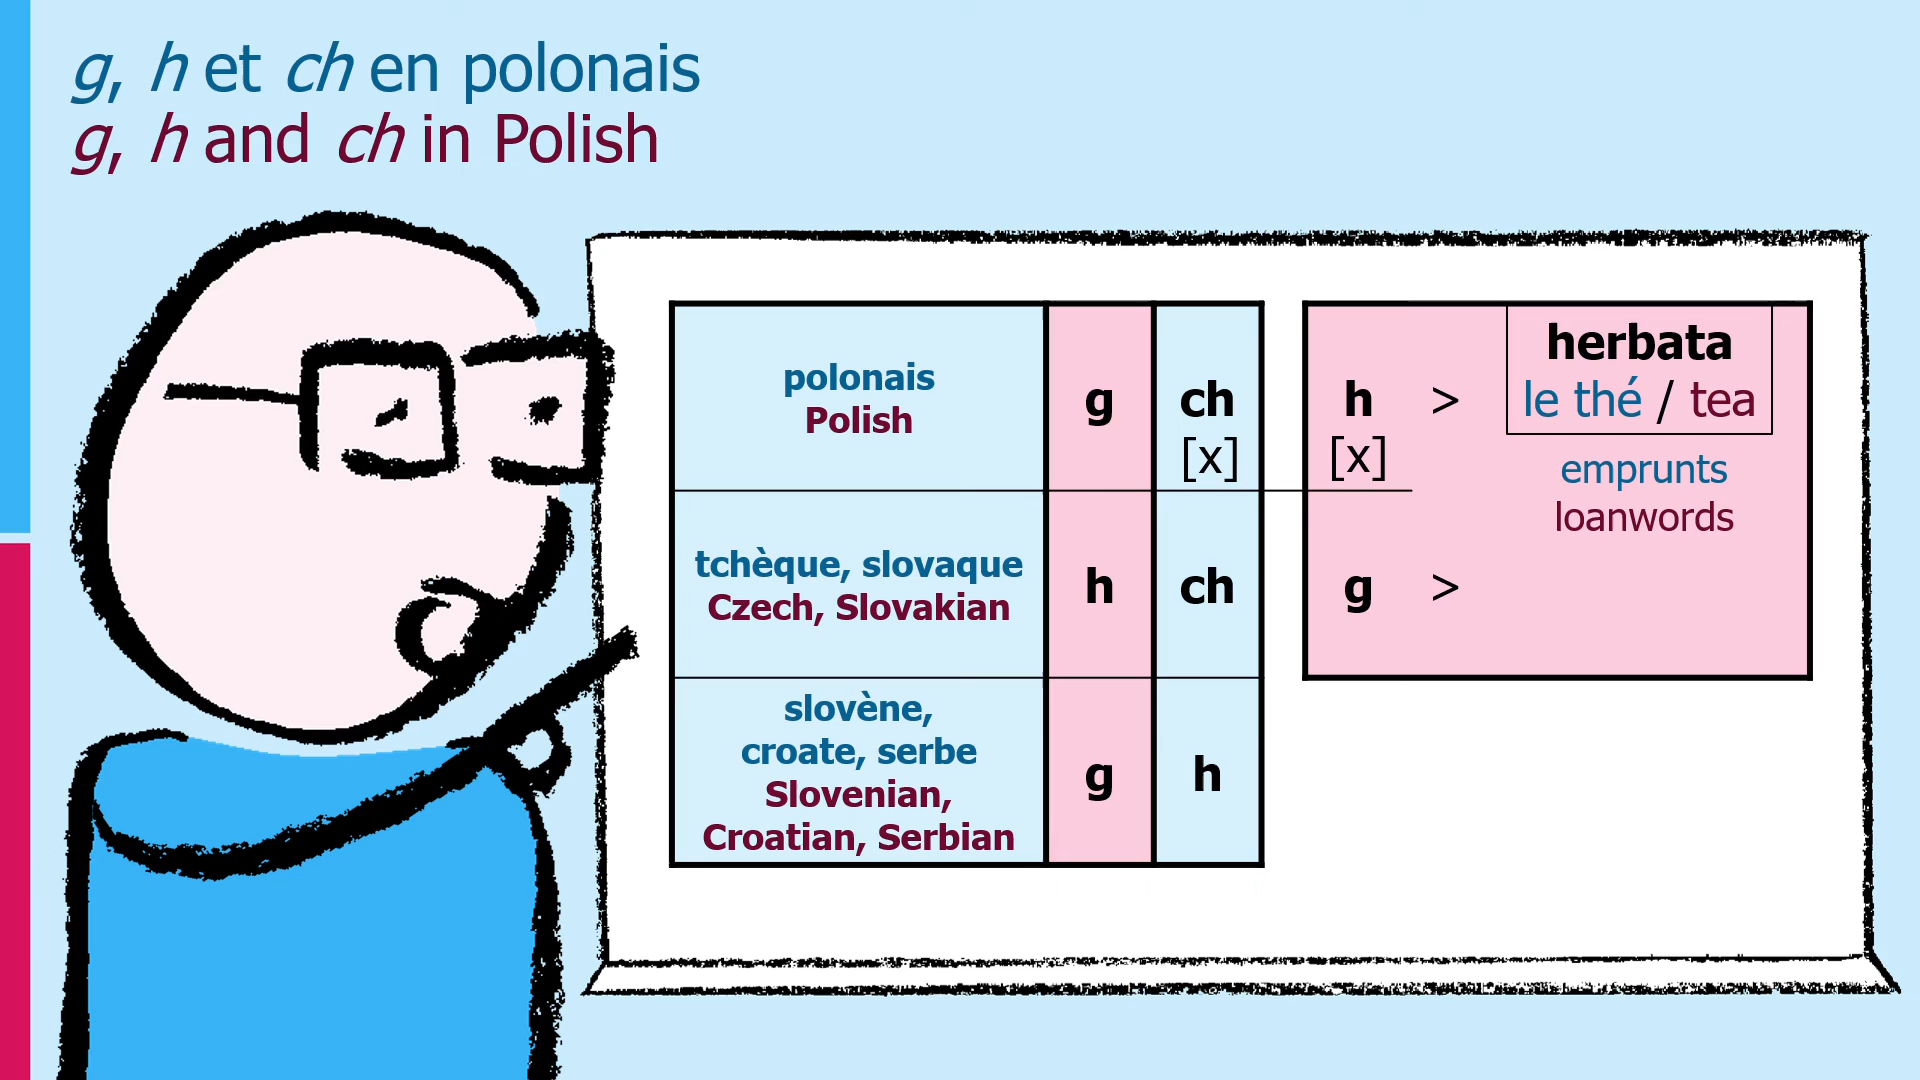 g, h et ch en polonais
g, h and ch in Polish
polonais
Polish
g
ch
[x]
h
[x]
>
herbata
le thé / tea
emprunts
loanwords
tchèque, slovaque
Czech, Slovakian
h
ch
g
>
slovène,
croate, serbe
Slovenian,
Croatian, Serbian
g
h